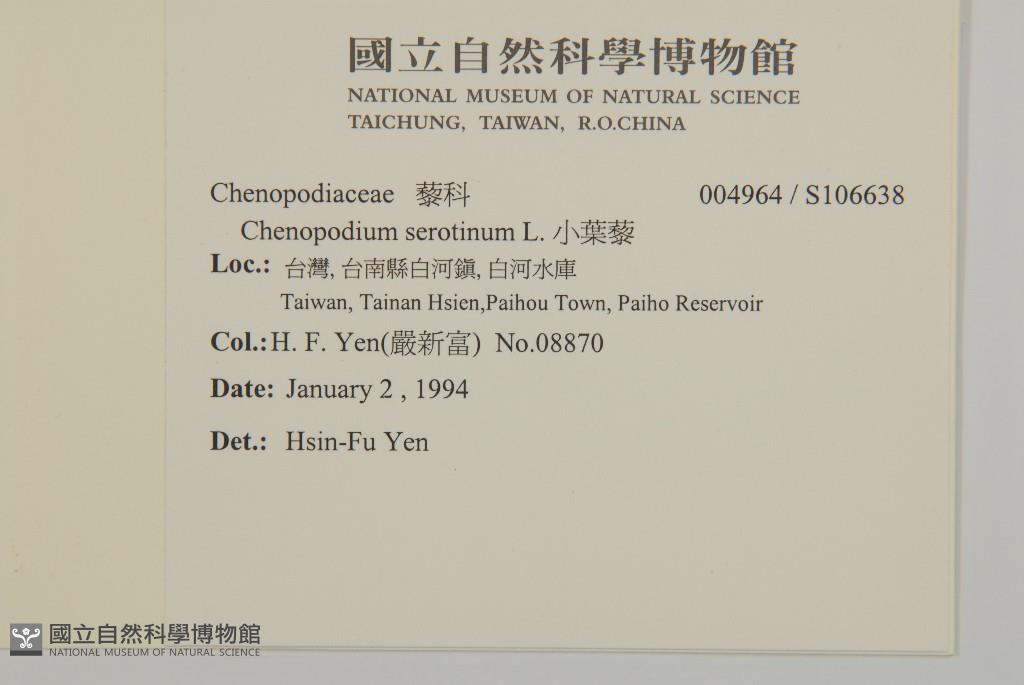 國立自然科學博物館
NATIONAL MUSEUM OF NATURAL SCIENCE
TAICHUNG, TAIWAN, R.O.CHINA
Chenopodiaceae 藜科 004964 / S106638
Chenopodium serotinum L. 小葉藜
Loc.: 台灣, 台南縣白河鎮, 白河水庫
Taiwan, Tainan Hsien,Paihou Town, Paiho Reservoir
Col.:H. F. Yen(嚴新富) No.08870
Date: January 2 , 1994
Det.: Hsin-Fu Yen
國立自然科學博物館
NATIONAL MUSEUM OF NATURAL SCIENCE